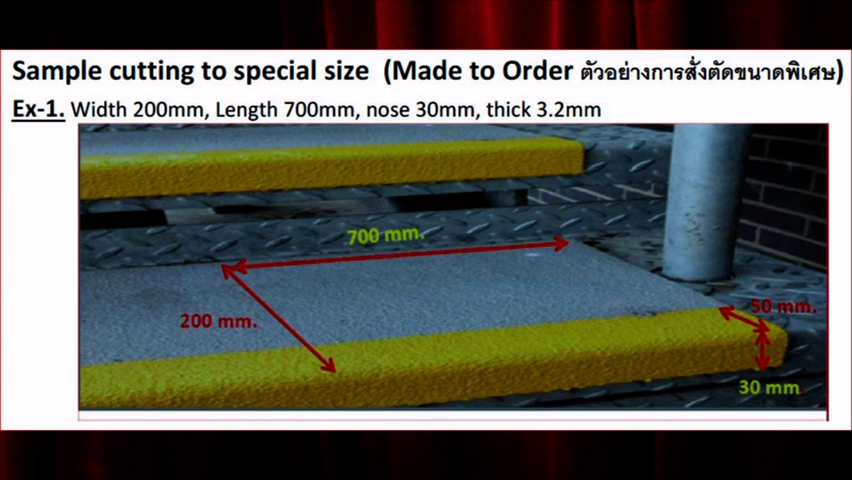 Sample cutting to special size (Made to Order ตัวอย่างการสั่งตัดขนาดพิเศษ)
Ex-1. Width 200mm, Length 700mm, nose 30mm, thick 3.2mm
700 mm.
200 mm.
50 mm.
30 mm.